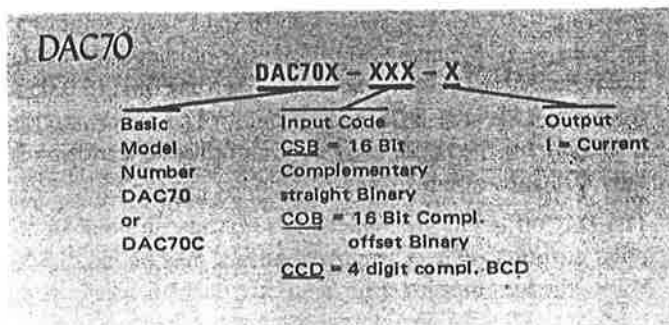 DAC70
DAC70X - XXX - X
Basic
Model
Number
DAC70
or
DAC70C
Input Code
CSB = 16 Bit
Complementary
straight Binary
COB = 16 Bit Compl.
offset Binary
CCD = 4 digit compl. BCD
Output
I = Current